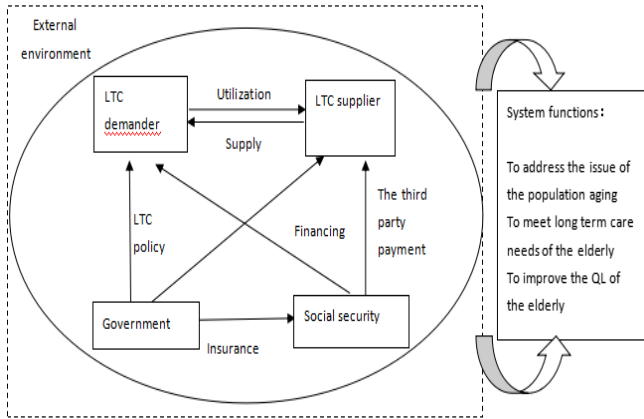 External
environment
LTC
demander
Utilization
LTC supplier
Supply
System functions：
To address the issue of
the population aging
To meet long term care
needs of the elderly
To improve the QL of
the elderly
LTC
policy
Financing
The third
party
payment
Government
Insurance
Social security